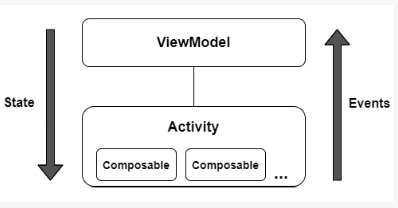 ViewModel
State
Events
Activity
Composable
Composable
...